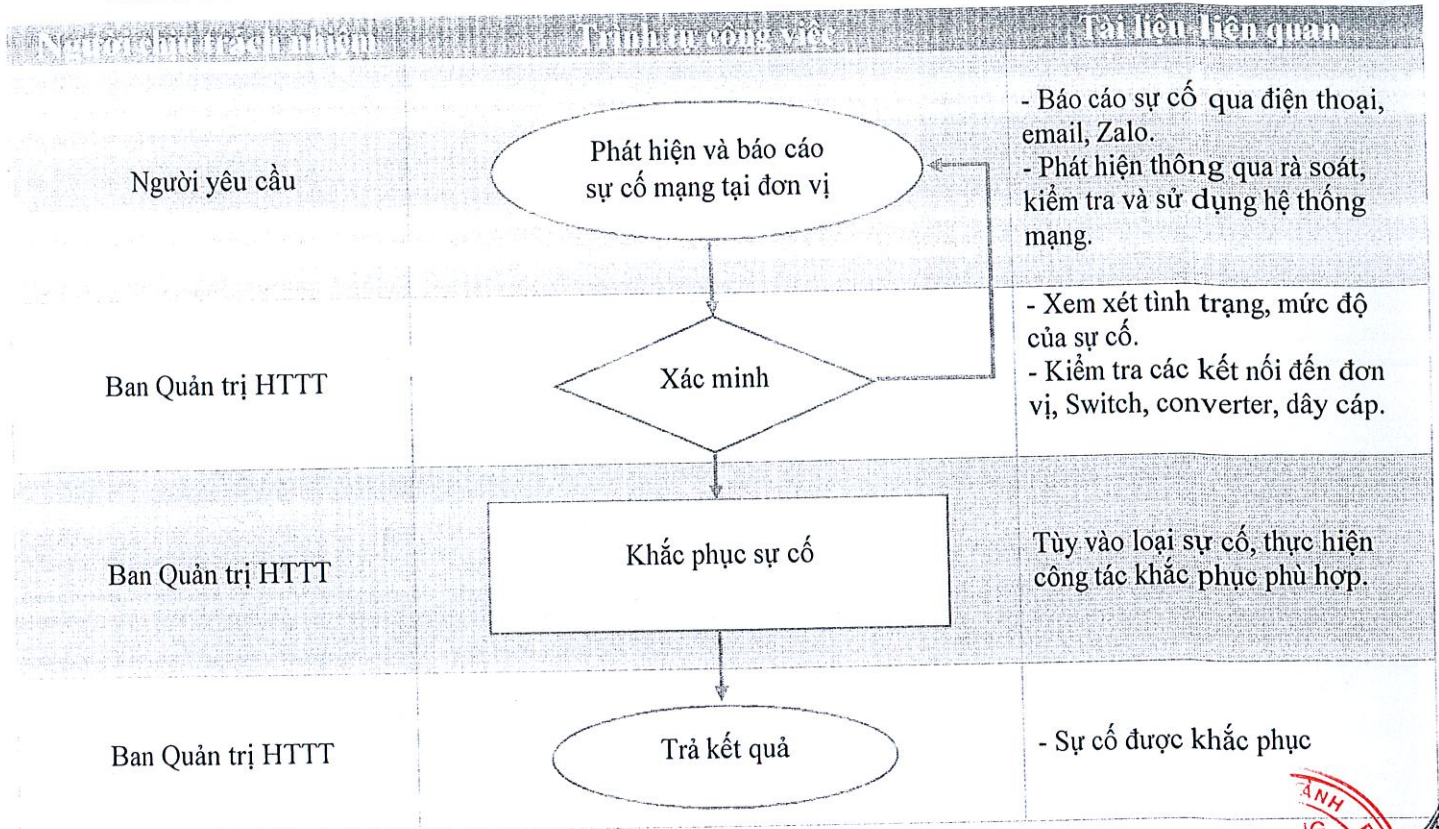 Người chịu trách nhiệm
Trình tự công việc
Tài liệu liên quan
Người yêu cầu
Phát hiện và báo cáo
sự cố mạng tại đơn vị
- Báo cáo sự cố qua điện thoại,
email, Zalo.
- Phát hiện thông qua rà soát,
kiểm tra và sử dụng hệ thống
mạng.
Ban Quản trị HTTT
Xác minh
- Xem xét tình trạng, mức độ
của sự cố.
- Kiểm tra các kết nối đến đơn
vị, Switch, converter, dây cáp.
Ban Quản trị HTTT
Khắc phục sự cố
Tùy vào loại sự cố, thực hiện
công tác khắc phục phù hợp.
Ban Quản trị HTTT
Trả kết quả
- Sự cố được khắc phục